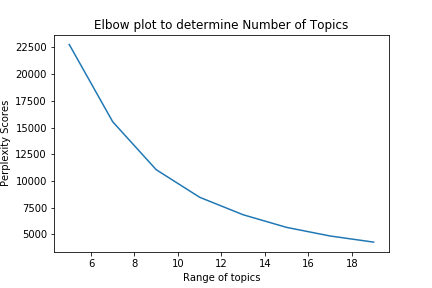 Elbow plot to determine Number of Topics
Perplexity Scores
22500
20000
17500
15000
12500
10000
7500
5000
6 8 10 12 14 16 18
Range of topics